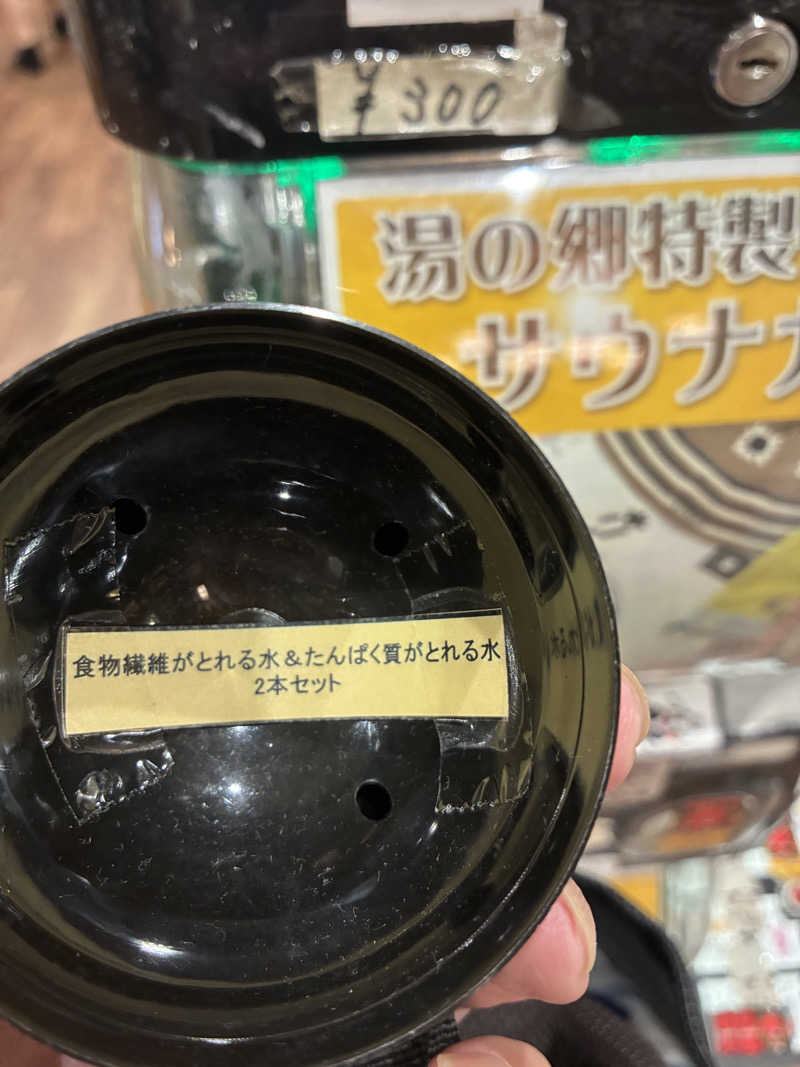 ¥300
湯の郷特製
サウナ
食物繊維がとれる水＆たんぱく質がとれる水
2本セット